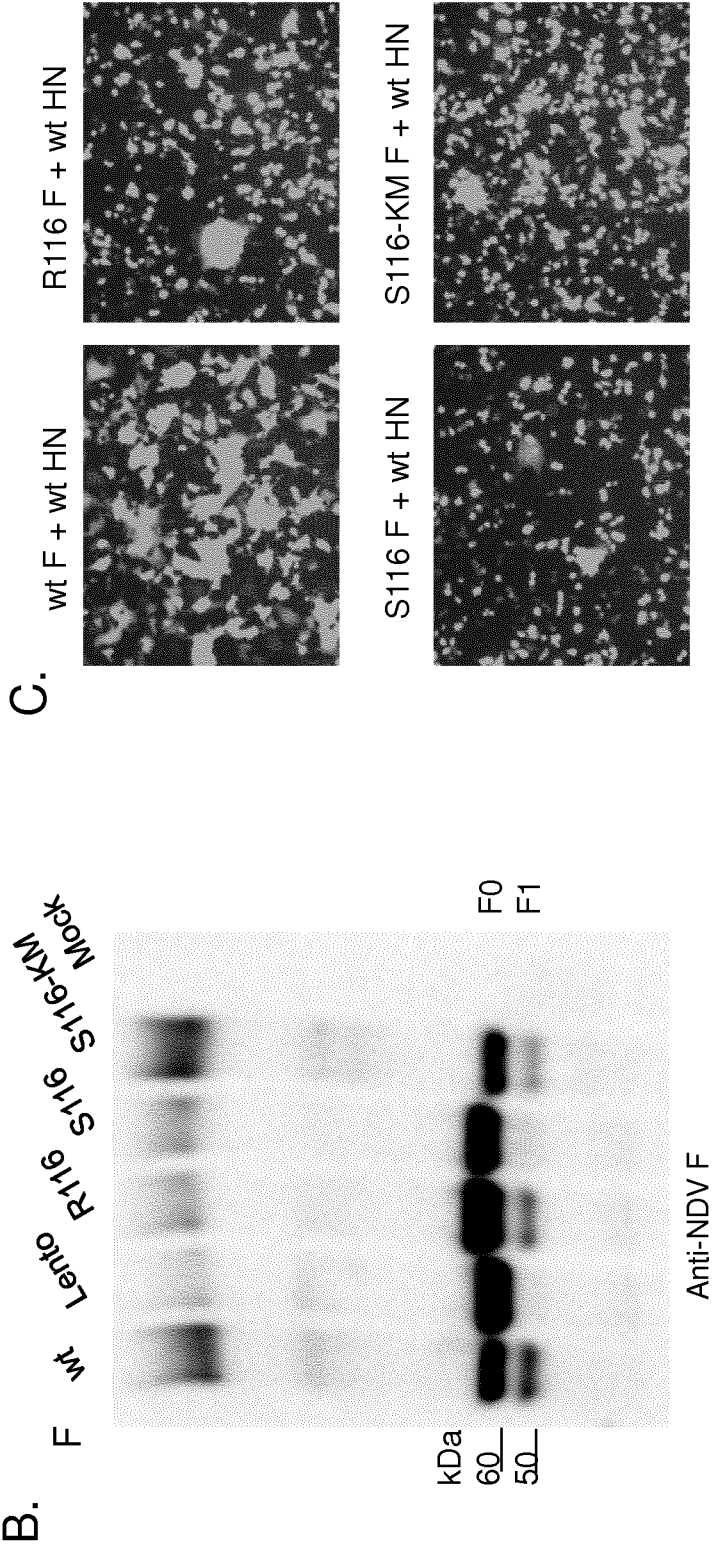 B.
F
wt
Lento
R116
S116
S116-KM
Mock
kDa
60
50
F0
F1
Anti-NDV F
C.
wt F + wt HN
R116 F + wt HN
S116 F + wt HN
S116-KM F + wt HN